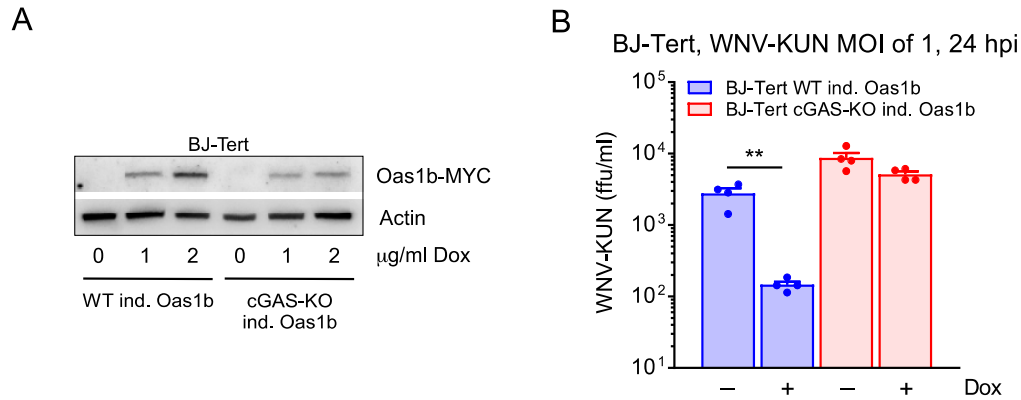 A
BJ-Tert
Oas1b-MYC
Actin
0 1 2 0 1 2 μg/ml Dox
WT ind. Oas1b
cGAS-KO
ind. Oas1b
B
BJ-Tert, WNV-KUN MOI of 1, 24 hpi
BJ-Tert WT ind. Oas1b
BJ-Tert cGAS-KO ind. Oas1b
WNV-KUN (ffu/ml)
10⁵
10⁴
10³
10²
10¹
**
– + – + Dox